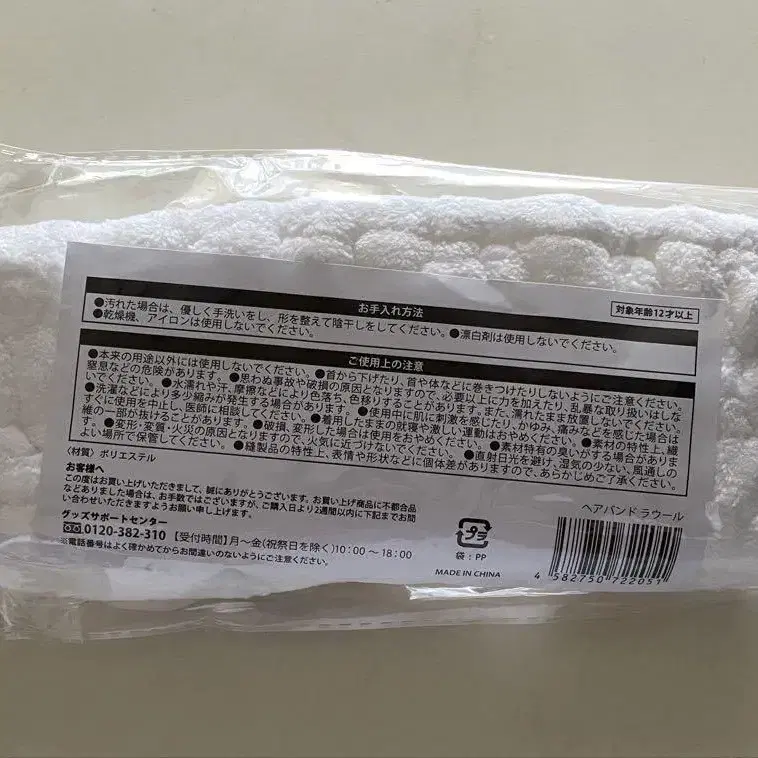 お手入れ方法
対象年齢12才以上
●汚れた場合は、優しく手洗いをし、形を整えて陰干しをしてください。●漂白剤は使用しないでください。
●乾燥機、アイロンは使用しないでください。
ご使用上の注意
●本来の用途以外には使用しないでください。●首から下げたり、首や体などに巻きつけたりしないようにご注意ください。
窒息などの危険があります。●思わぬ事故や破損の原因となりますので、必要以上に力を加えたり、乱暴な取り扱いはしな
いでください。●水濡れや汗、摩擦などにより色落ち、色移りすることがあります。また、濡れたまま放置しないでください。
●洗濯などにより多少縮みが発生する場合があります。●使用中に肌に刺激を感じたり、かゆみ、痛みなどを感じた場合は
すぐに使用を中止し、医師に相談してください。●着用したままの就寝や激しい運動はおやめください。●素材の特性上、繊
維の一部が抜けることがあります。●破損、変形した場合は使用をおやめください。●素材特有の臭いがする場合がありま
す。●変形・変質・火災の原因となりますので、火気に近づけないでください。●直射日光を避け、湿気の少ない、風通しの
よい場所で保管してください。●縫製品の特性上、表情や形状などに個体差がありますので、あらかじめご了承ください。
〈材質〉ポリエステル
お客様へ
この度はお買い上げいただきまして、誠にありがとうございます。お買い上げ商品に不都合品
などありました場合は、お手数ではございますが、ご購入日より2週間以内に下記までお問
い合わせいただきますようお願い申し上げます。
グッズサポートセンター
0120-382-310 【受付時間】月〜金(祝祭日を除く)10:00〜18:00
※電話番号はよく確かめてからお間違いのないようにご注意ください。
プラ
袋:PP
MADE IN CHINA
ヘアバンド ラウール
4 582750 722051